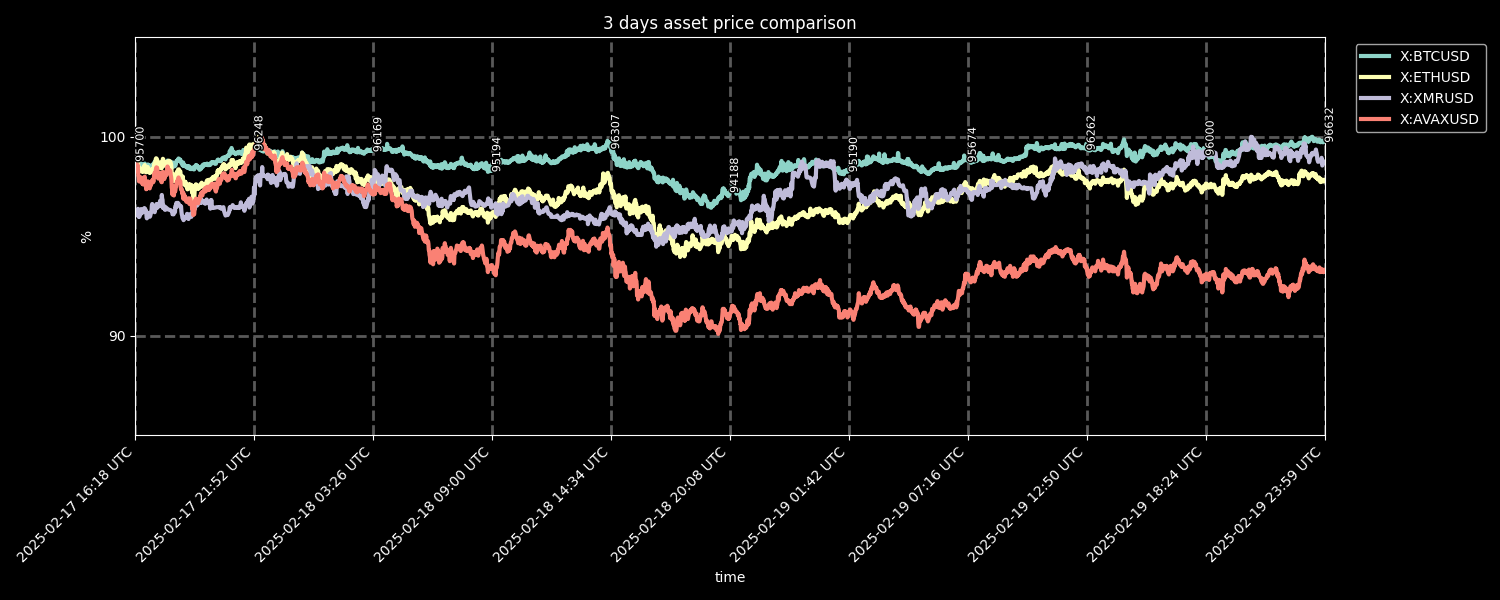 3 days asset price comparison
X:BTCUSD
X:ETHUSD
X:XMRUSD
X:AVAXUSD
100
90
%
95700
96248
96169
95194
96307
94188
95190
95674
96262
96000
96632
2025-02-17 16:18 UTC
2025-02-17 21:52 UTC
2025-02-18 03:26 UTC
2025-02-18 09:00 UTC
2025-02-18 14:34 UTC
2025-02-18 20:08 UTC
2025-02-19 01:42 UTC
2025-02-19 07:16 UTC
2025-02-19 12:50 UTC
2025-02-19 18:24 UTC
2025-02-19 23:59 UTC
time